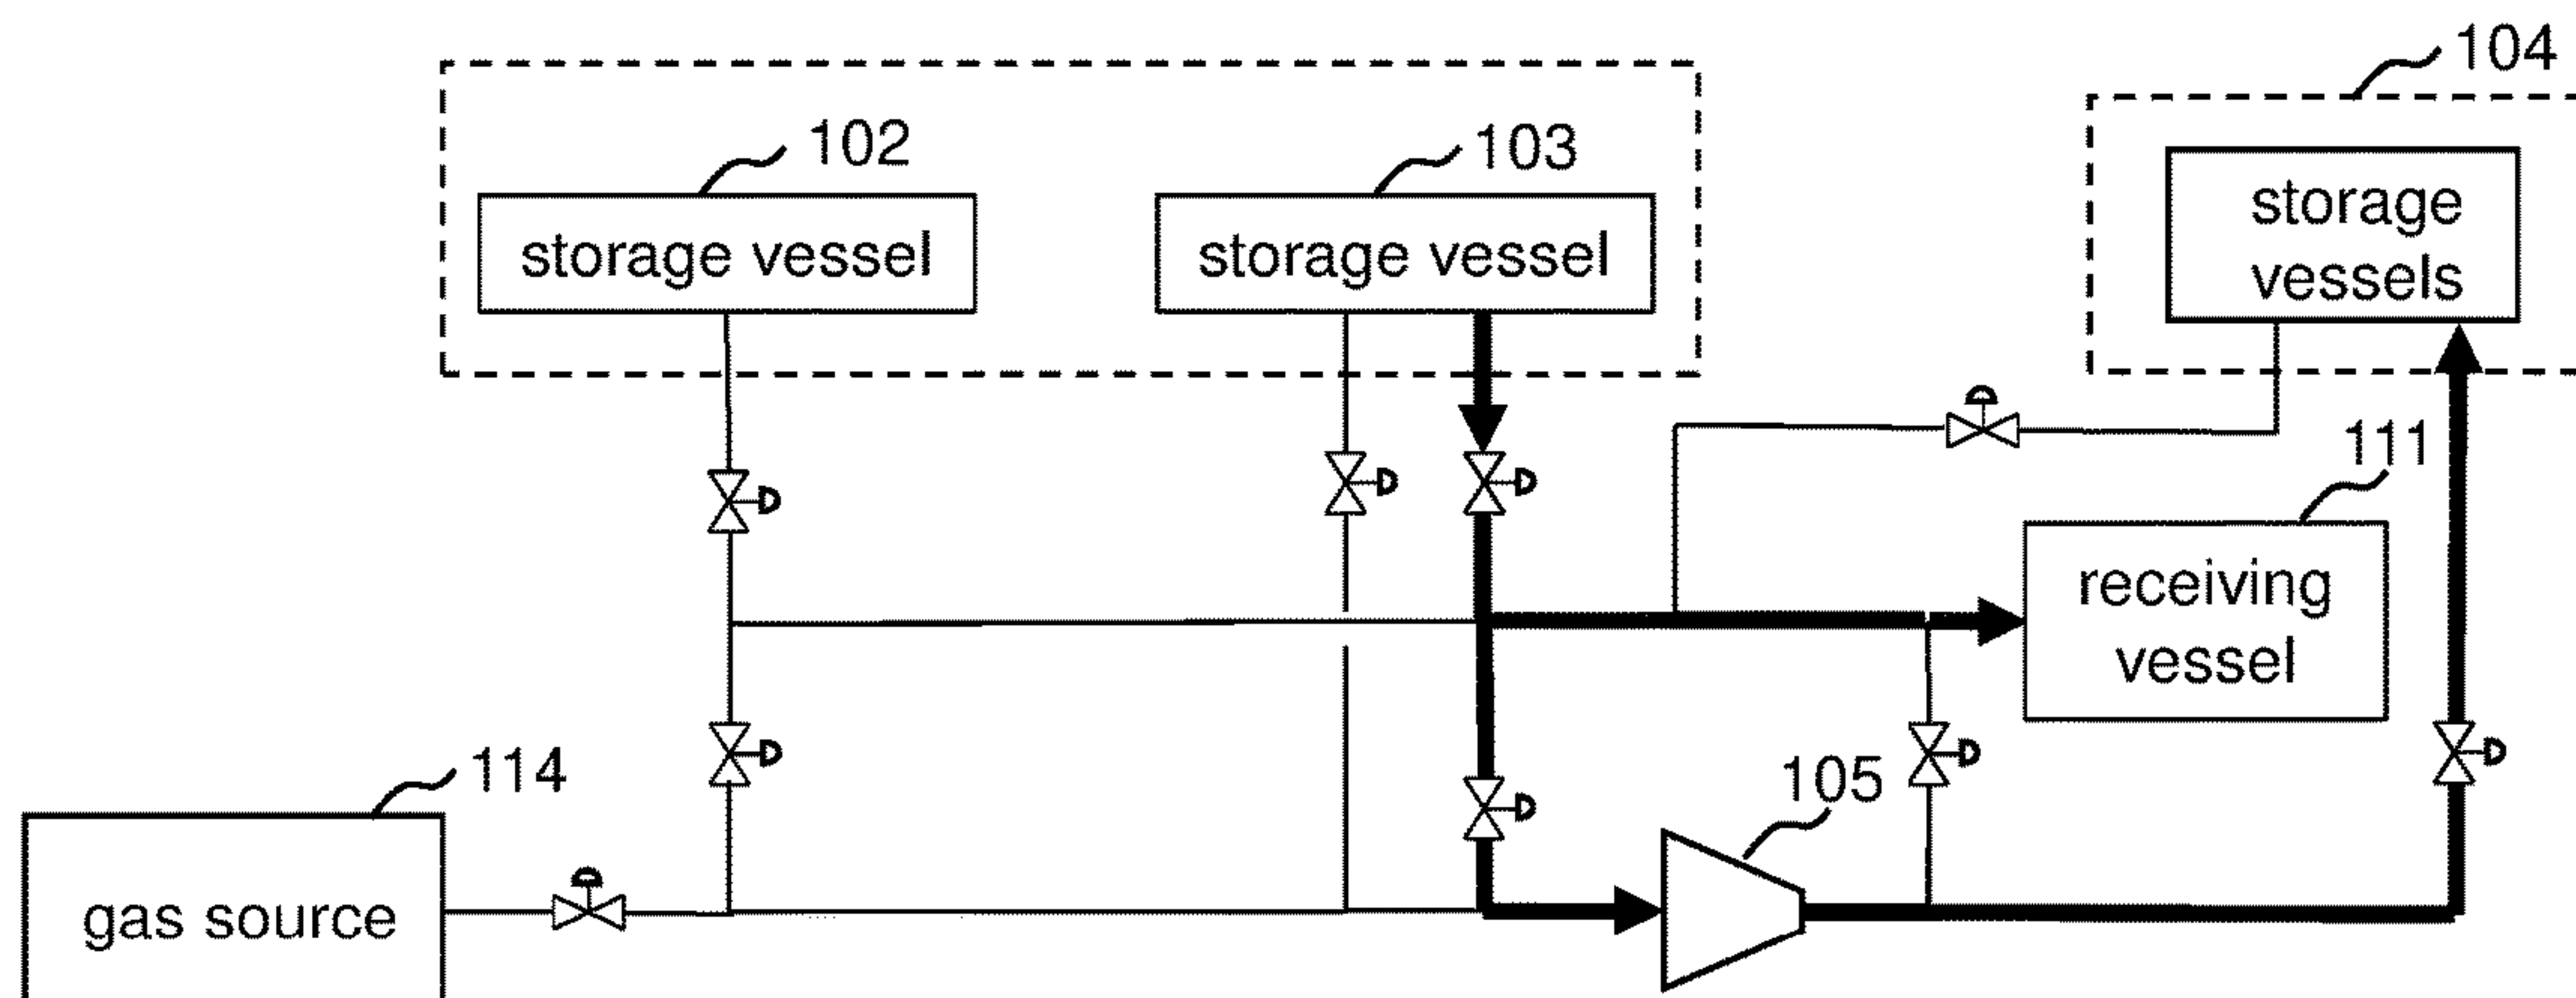 104
102
103
storage vessel
storage vessel
storage
vessels
111
receiving
vessel
114
105
gas source